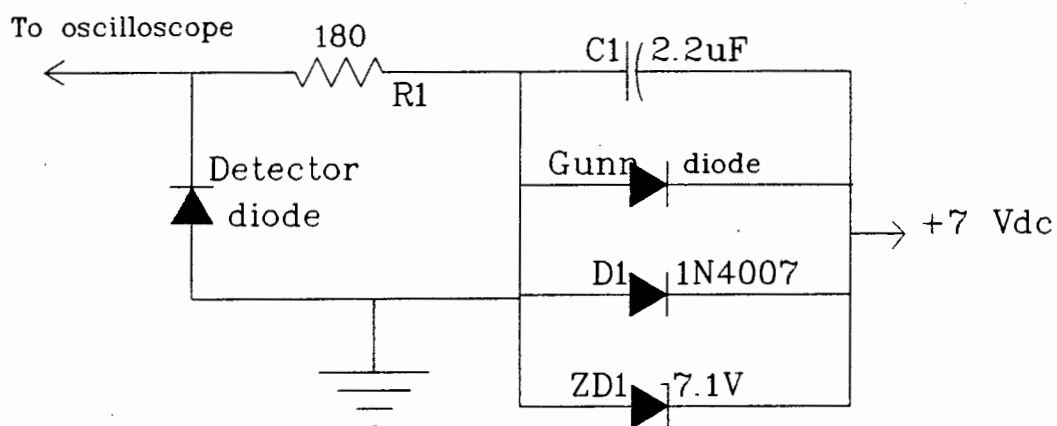 To oscilloscope
180
R1
C1
2.2uF
Detector
diode
Gunn
diode
+7 Vdc
D1
1N4007
ZD1
7.1V